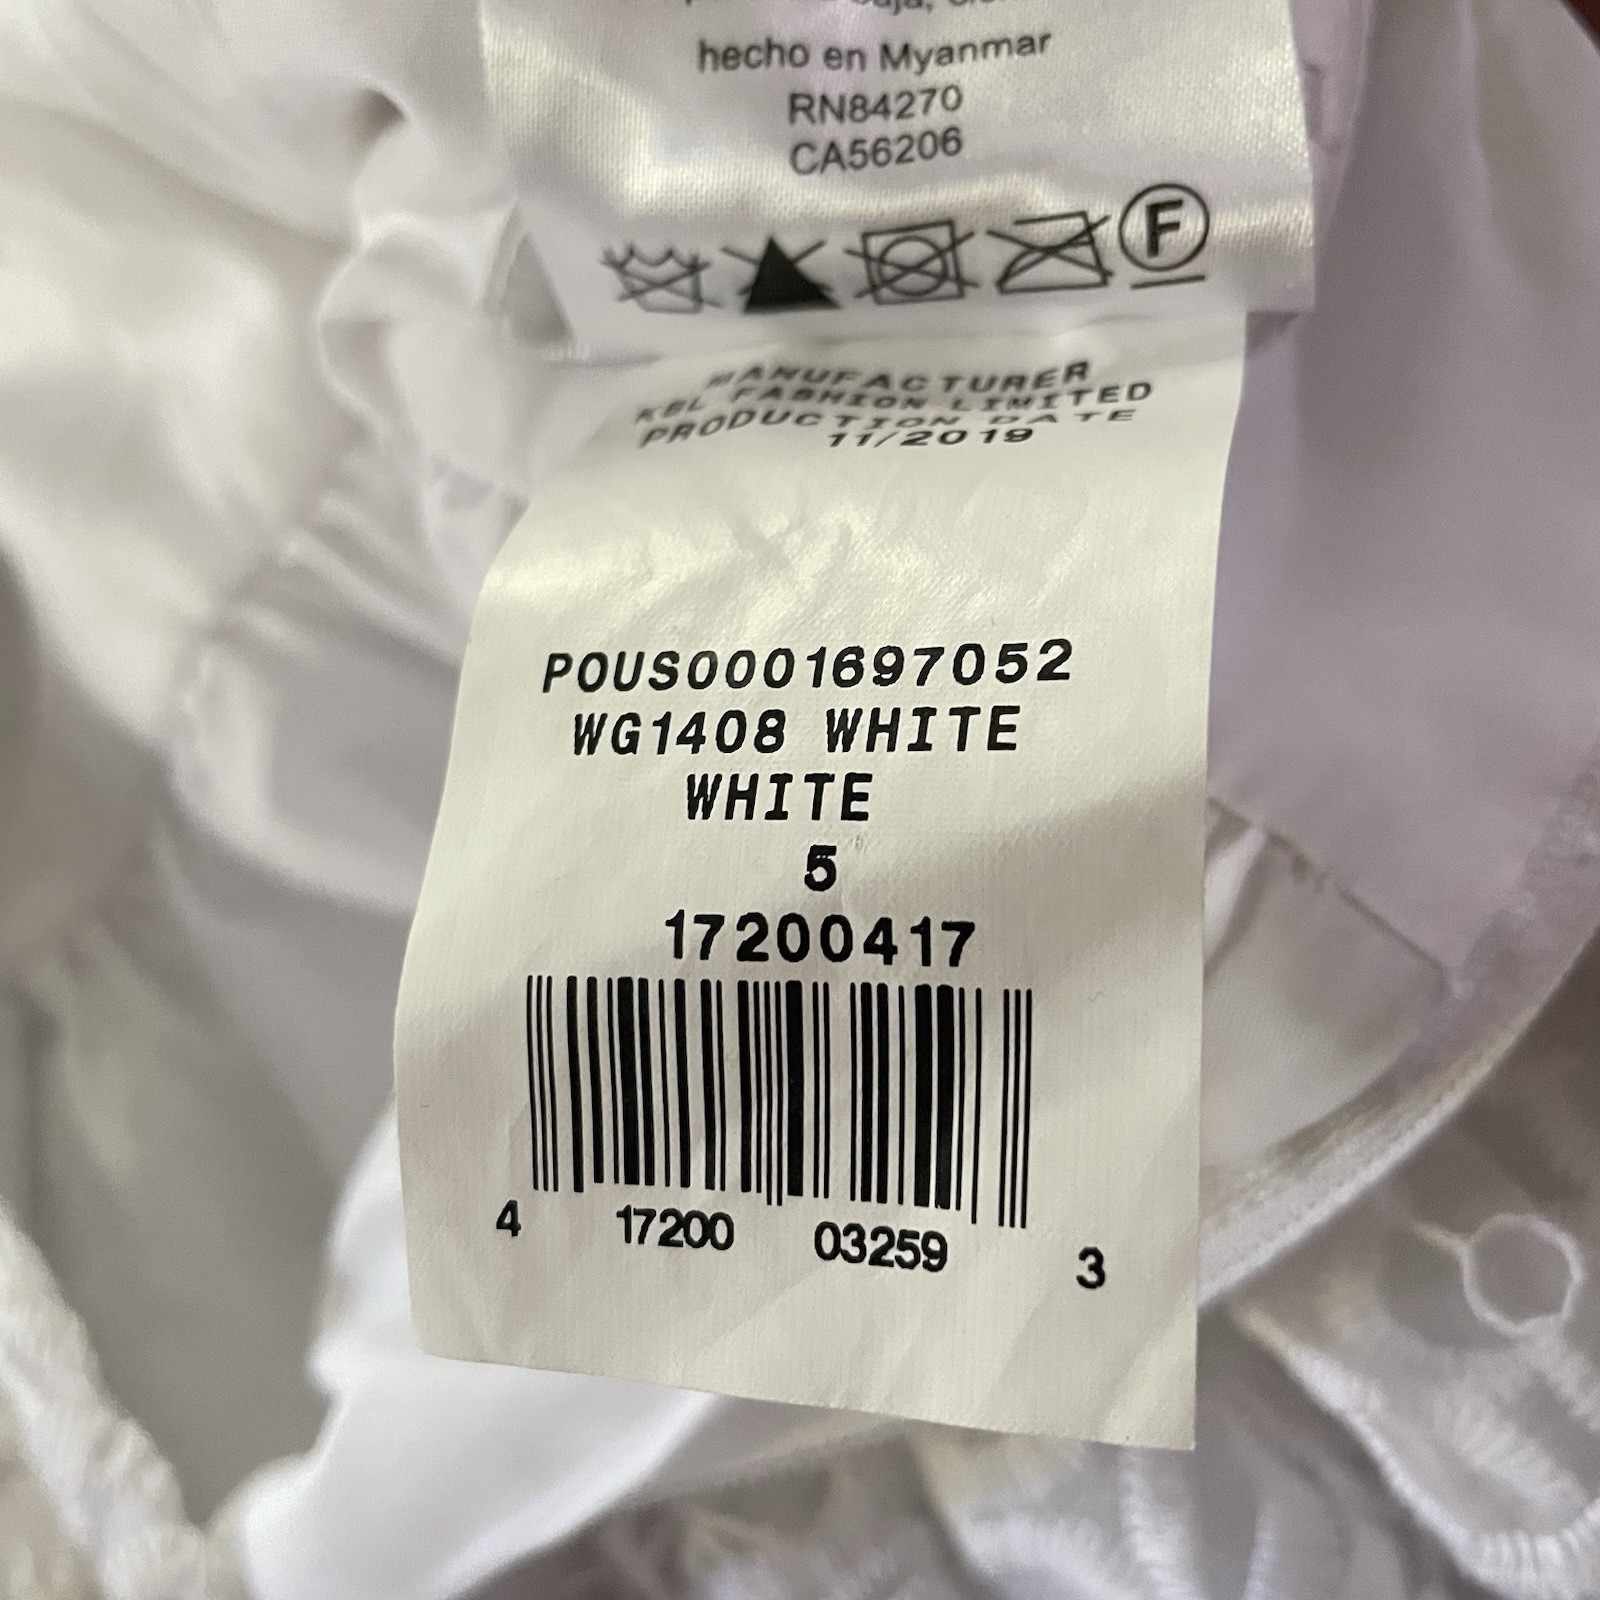 hecho en Myanmar
RN84270
CA56206
F
MANUFACTURER
KBL FASHION LIMITED
PRODUCTION DATE
11/2019
POUS0001697052
WG1408 WHITE
WHITE
5
17200417
4 17200 03259 3